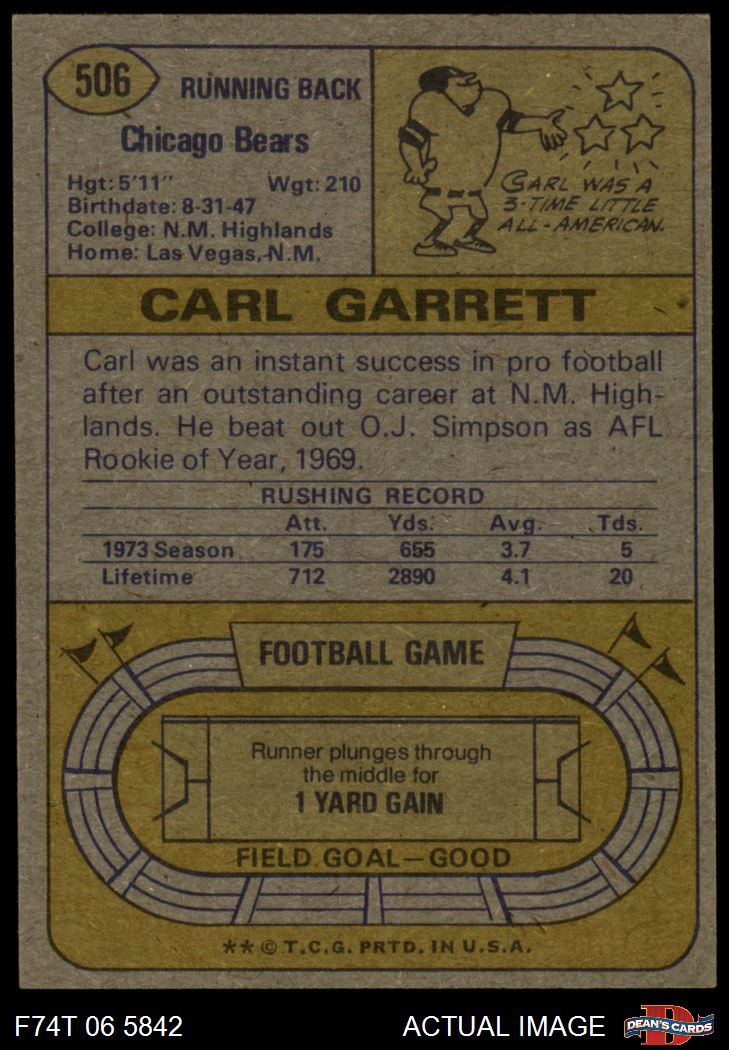 506
RUNNING BACK
Chicago Bears
Hgt: 5'11" Wgt: 210
Birthdate: 8-31-47
College: N.M. Highlands
Home: Las Vegas, N.M.
CARL WAS A
3-TIME LITTLE
ALL-AMERICAN.
CARL GARRETT
Carl was an instant success in pro football
after an outstanding career at N.M. High-
lands. He beat out O.J. Simpson as AFL
Rookie of Year, 1969.
RUSHING RECORD
Att. Yds. Avg. Tds.
1973 Season 175 655 3.7 5
Lifetime 712 2890 4.1 20
FOOTBALL GAME
Runner plunges through
the middle for
1 YARD GAIN
FIELD GOAL—GOOD
** © T.C.G. PRTD. IN U.S.A.
F74T 06 5842 ACTUAL IMAGE D DEAN'S CARDS